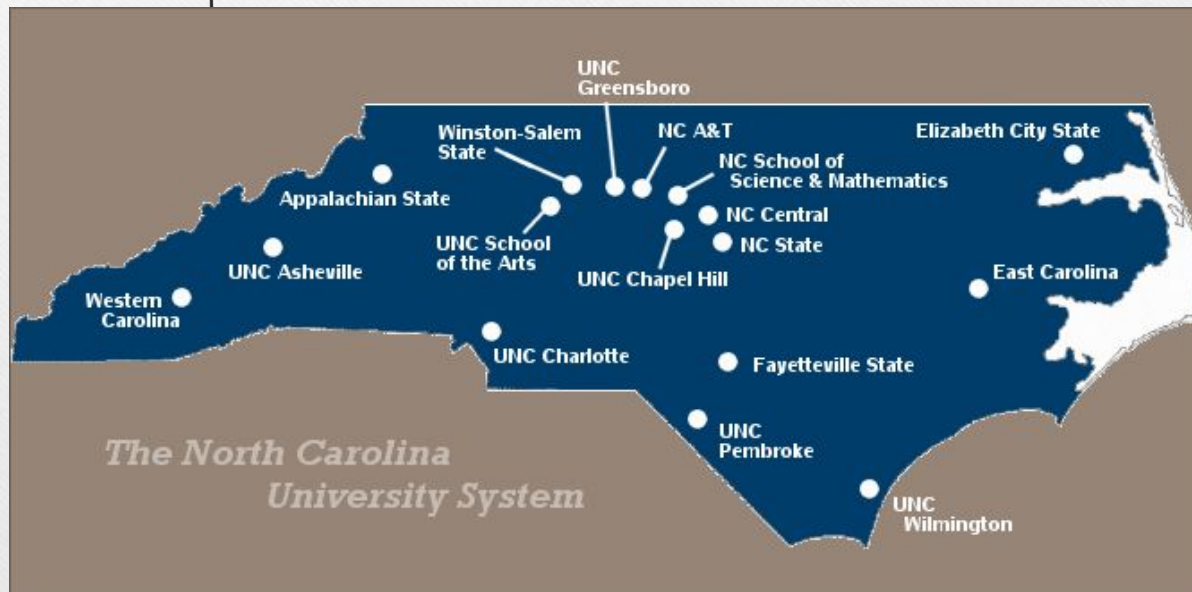 UNC
Greensboro
Winston-Salem
State
NC A&T
Elizabeth City State
NC School of
Science & Mathematics
Appalachian State
NC Central
UNC School
of the Arts
NC State
UNC Asheville
UNC Chapel Hill
East Carolina
Western
Carolina
UNC Charlotte
Fayetteville State
UNC
Pembroke
The North Carolina
University System
UNC
Wilmington